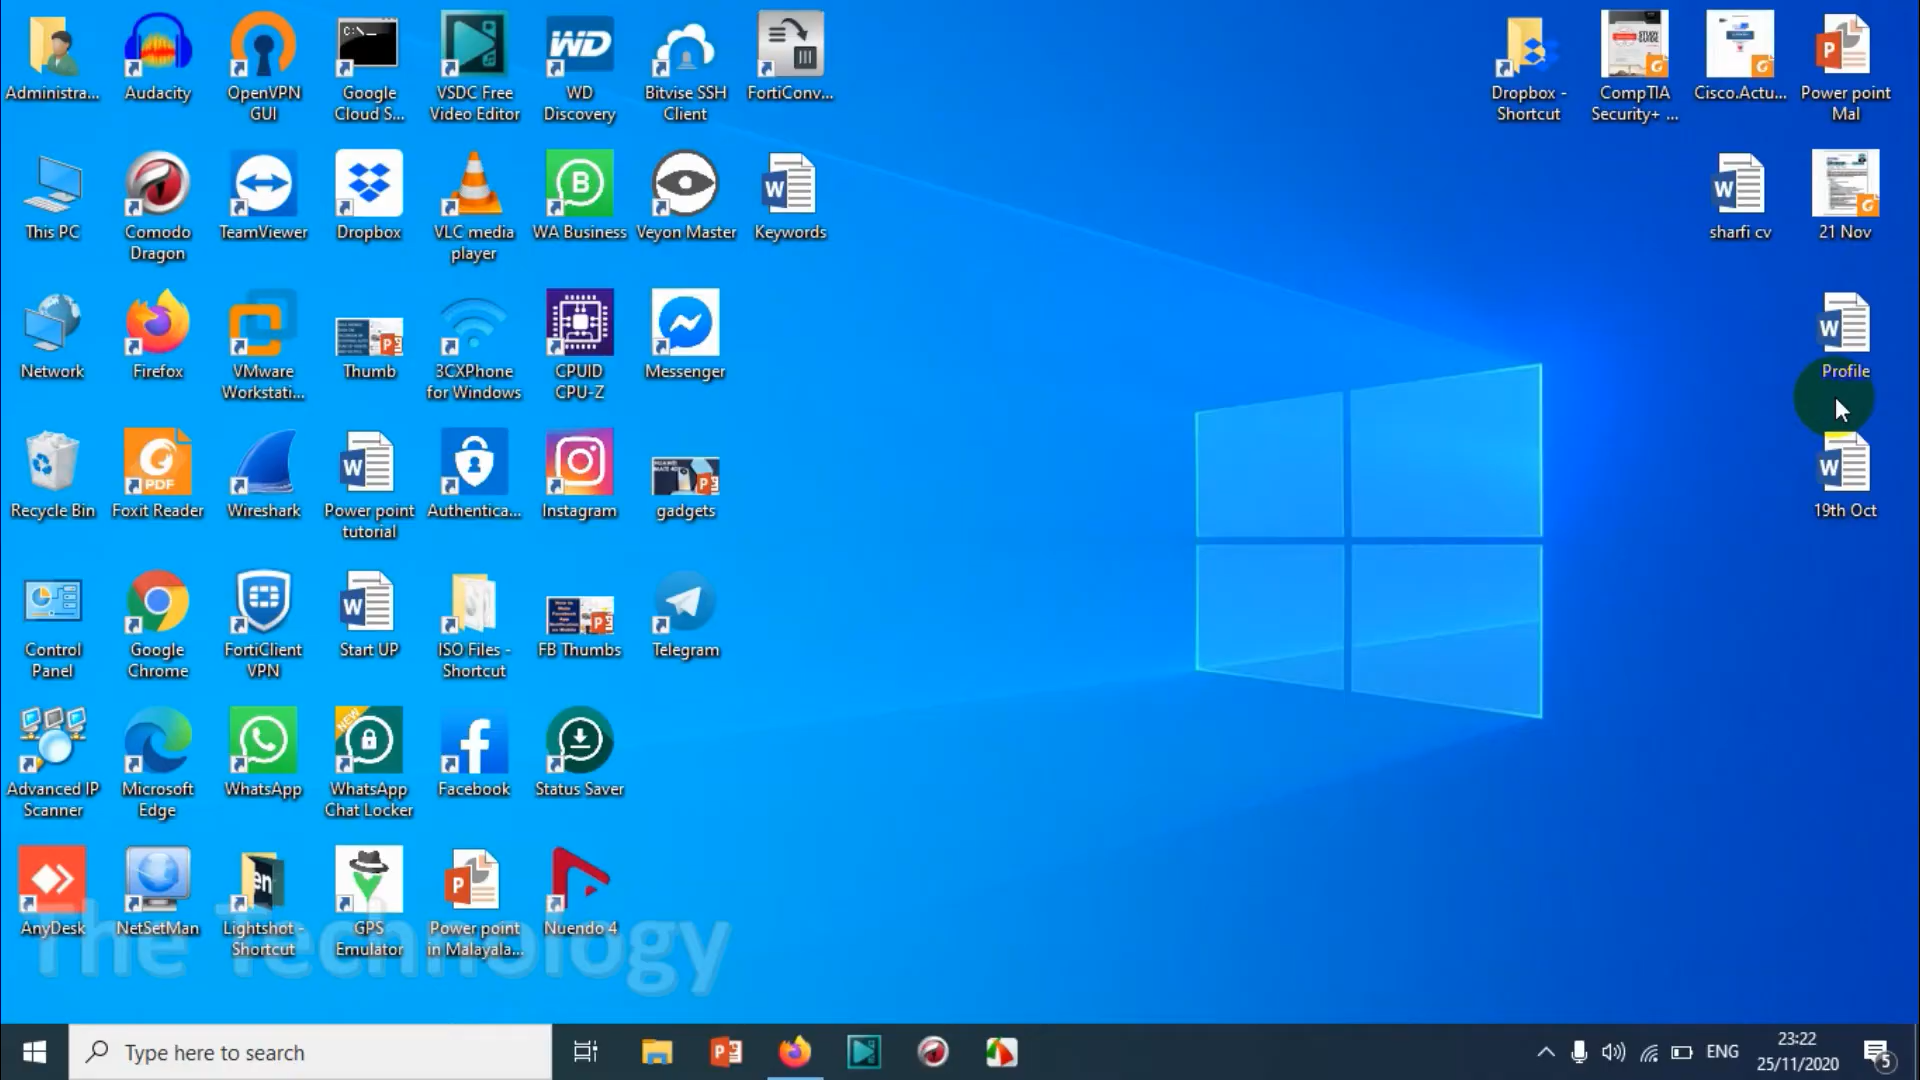 Administra...
Audacity
OpenVPN
GUI
Google
Cloud S...
VSDC Free
Video Editor
WD
Discovery
Bitvise SSH
Client
FortiConv...
Dropbox -
Shortcut
CompTIA
Security+ ...
Cisco.Actu...
Power point
Mal
This PC
Comodo
Dragon
TeamViewer
Dropbox
VLC media
player
WA Business
Veyon Master
Keywords
sharfi cv
21 Nov
Network
Firefox
VMware
Workstati...
Thumb
3CXPhone
for Windows
CPUID
CPU-Z
Messenger
Profile
Recycle Bin
Foxit Reader
Wireshark
Power point
tutorial
Authentica...
Instagram
gadgets
19th Oct
Control
Panel
Google
Chrome
FortiClient
VPN
Start UP
ISO Files -
Shortcut
FB Thumbs
Telegram
Advanced IP
Scanner
Microsoft
Edge
WhatsApp
WhatsApp
Chat Locker
Facebook
Status Saver
AnyDesk
NetSetMan
Lightshot -
Shortcut
GPS
Emulator
Power point
in Malayala...
Nuendo 4
The Technology
Type here to search
ENG
23:22
25/11/2020
5